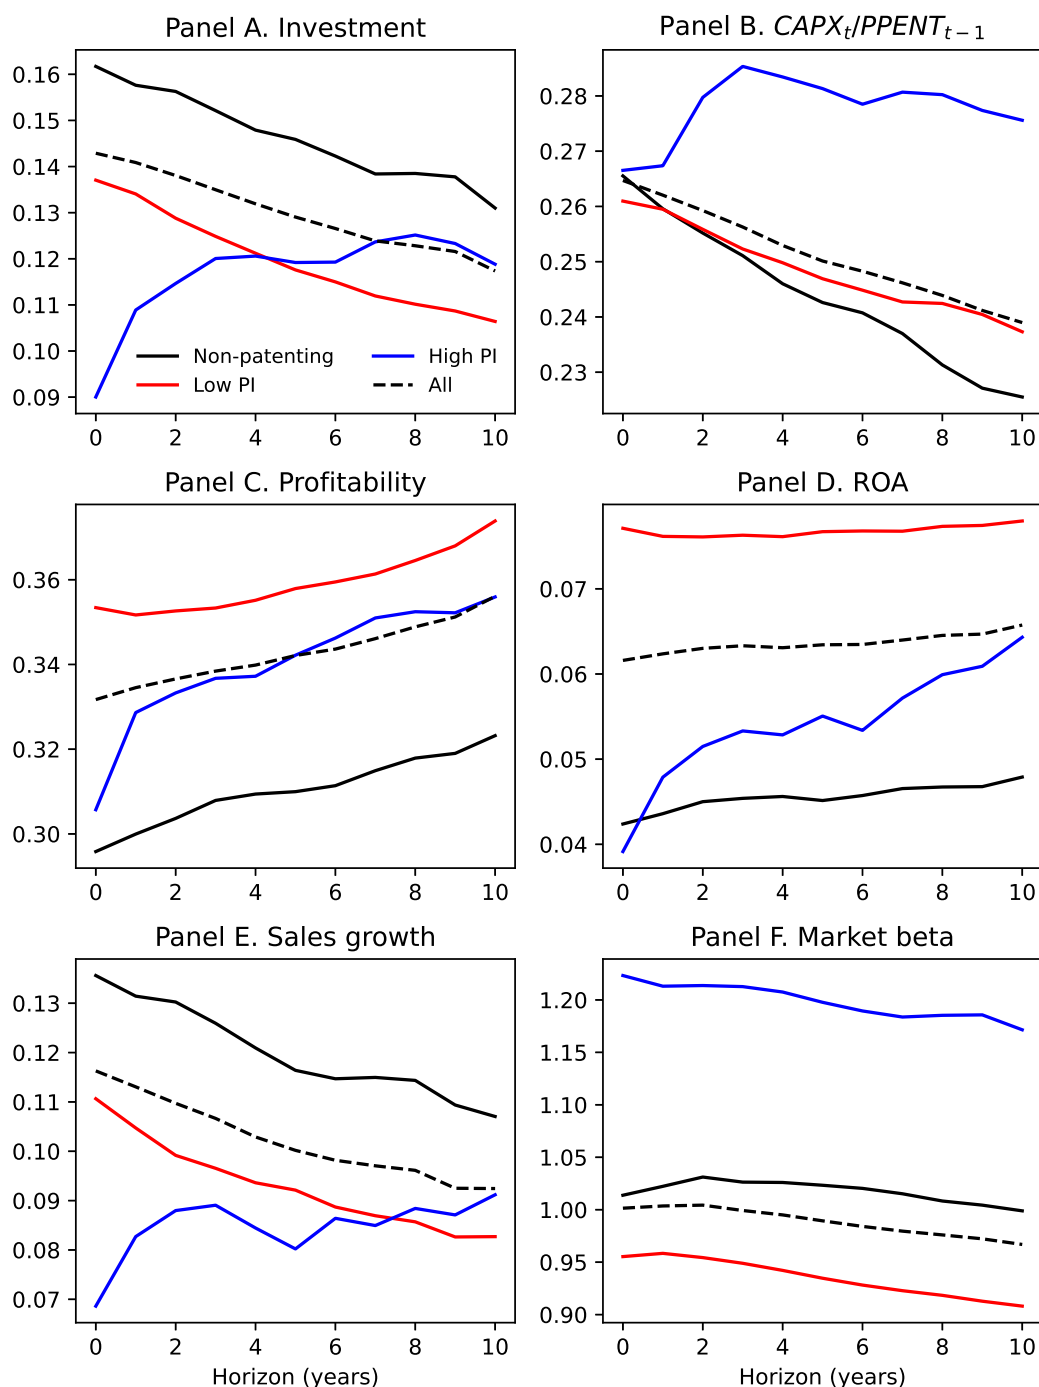 Panel A. Investment
0.16
0.15
0.14
0.13
0.12
0.11
0.10
0.09
Non-patenting
Low PI
High PI
All
0 2 4 6 8 10
Panel B. CAPXₜ/PPENTₜ₋₁
0.28
0.27
0.26
0.25
0.24
0.23
0 2 4 6 8 10
Panel C. Profitability
0.36
0.34
0.32
0.30
0 2 4 6 8 10
Panel D. ROA
0.07
0.06
0.05
0.04
0 2 4 6 8 10
Panel E. Sales growth
0.13
0.12
0.11
0.10
0.09
0.08
0.07
0 2 4 6 8 10
Horizon (years)
Panel F. Market beta
1.20
1.15
1.10
1.05
1.00
0.95
0.90
0 2 4 6 8 10
Horizon (years)